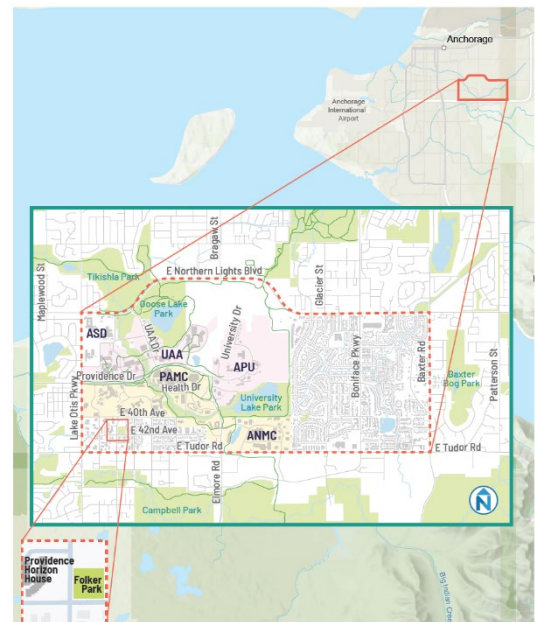 Anchorage
Anchorage
International
Airport
Bragaw St
Maplewood St
Tikishla Park
E Northern Lights Blvd
Glacier St
Goose Lake
Park
ASD
UAA Dr
University Dr
UAA
APU
Providence Dr
PAMC
Health Dr
Lake Otis Pkwy
University
Lake Park
Boniface Pkwy
Baxter Rd
Baxter
Bog Park
Patterson St
E 40th Ave
E 42nd Ave
ANMC
E Tudor Rd
E Tudor Rd
Elmore Rd
Campbell Park
N
Providence
Horizon
House
Folker
Park
Big Indian Creek